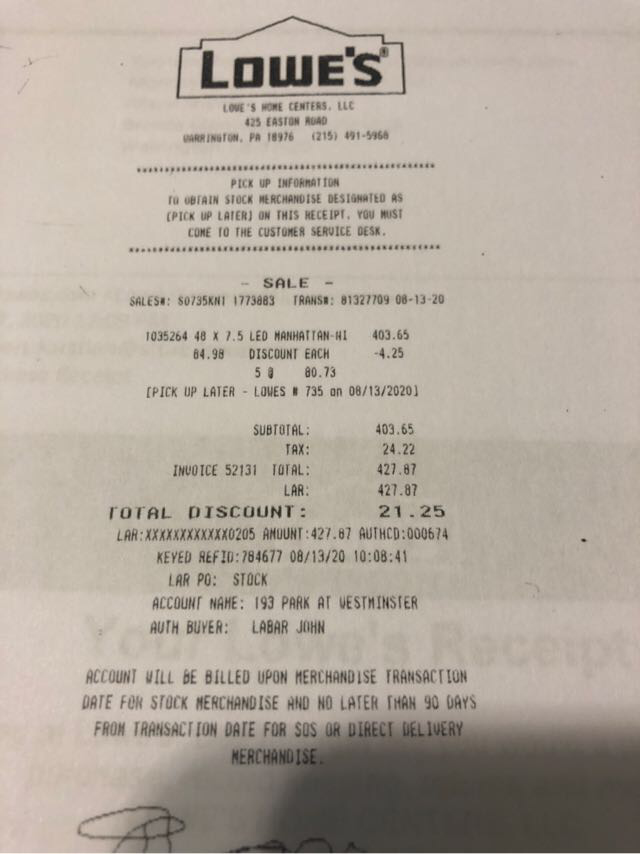 LOWE'S®
LOWE'S HOME CENTERS, LLC
425 EASTON ROAD
WARRINGTON, PA 18976 (215) 491-5968
PICK UP INFORMATION
TO OBTAIN STOCK MERCHANDISE DESIGNATED AS
[PICK UP LATER] ON THIS RECEIPT, YOU MUST
COME TO THE CUSTOMER SERVICE DESK.
- SALE -
SALES#: S0735KN1 1773883 TRANS#: 81327709 08-13-20
1035264 48 X 7.5 LED MANHATTAN-HI 403.65
84.98 DISCOUNT EACH -4.25
5 @ 80.73
[PICK UP LATER - LOWES # 735 on 08/13/2020]
SUBTOTAL: 403.65
TAX: 24.22
INVOICE 52131 TOTAL: 427.87
LAR: 427.87
TOTAL DISCOUNT: 21.25
LAR:XXXXXXXXXXXX0205 AMOUNT:427.87 AUTHCD:000674
KEYED REFID:784677 08/13/20 10:08:41
LAR PO: STOCK
ACCOUNT NAME: 193 PARK AT WESTMINSTER
AUTH BUYER: LABAR JOHN
Your Lowe's Receipt
ACCOUNT WILL BE BILLED UPON MERCHANDISE TRANSACTION
DATE FOR STOCK MERCHANDISE AND NO LATER THAN 90 DAYS
FROM TRANSACTION DATE FOR SOS OR DIRECT DELIVERY
MERCHANDISE.